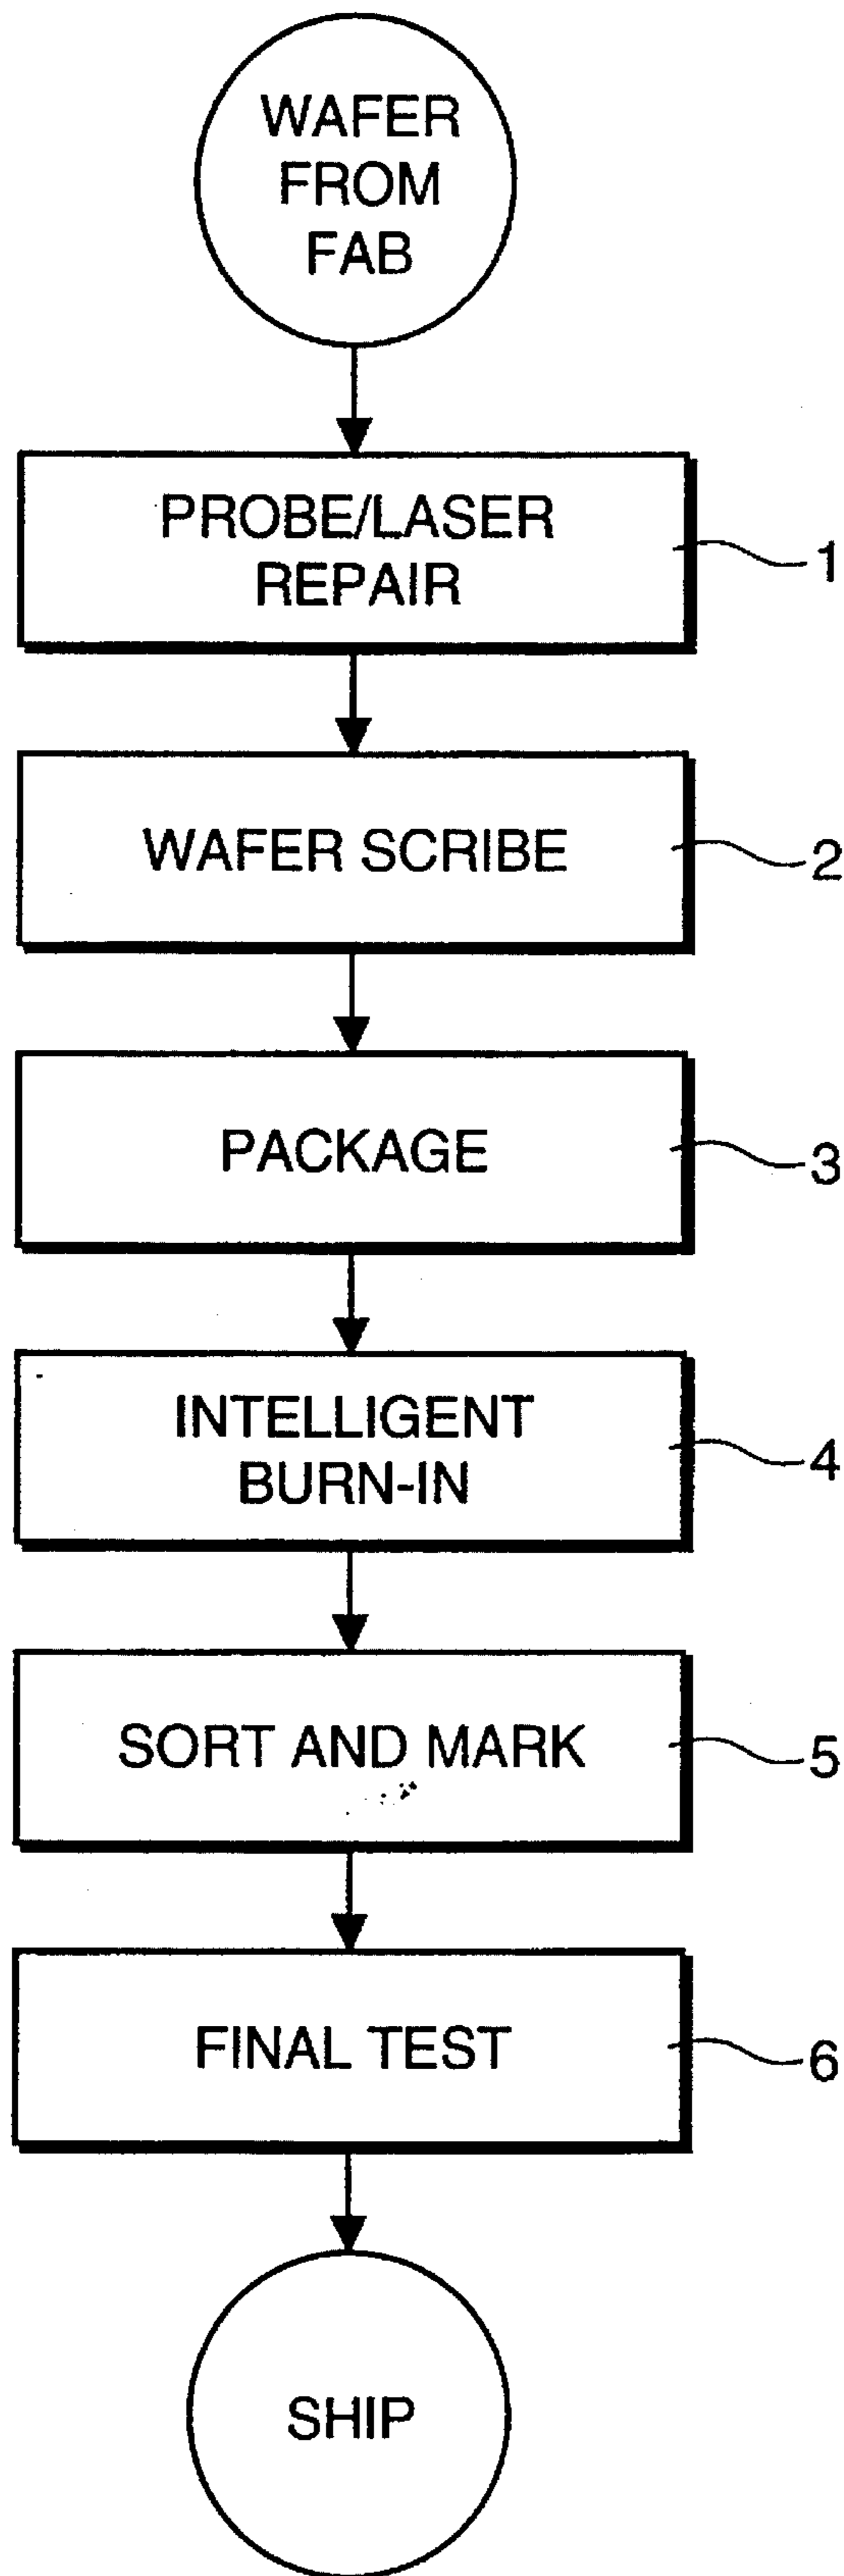 WAFER
FROM
FAB
PROBE/LASER
REPAIR
1
WAFER SCRIBE
2
PACKAGE
3
INTELLIGENT
BURN-IN
4
SORT AND MARK
5
FINAL TEST
6
SHIP